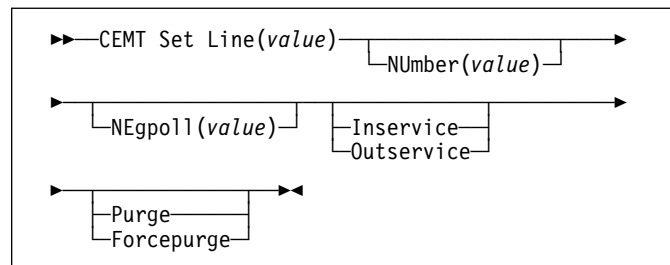 CEMT Set Line(value)
NUmber(value)
NEgpoll(value)
Inservice
Outservice
Purge
Forcepurge